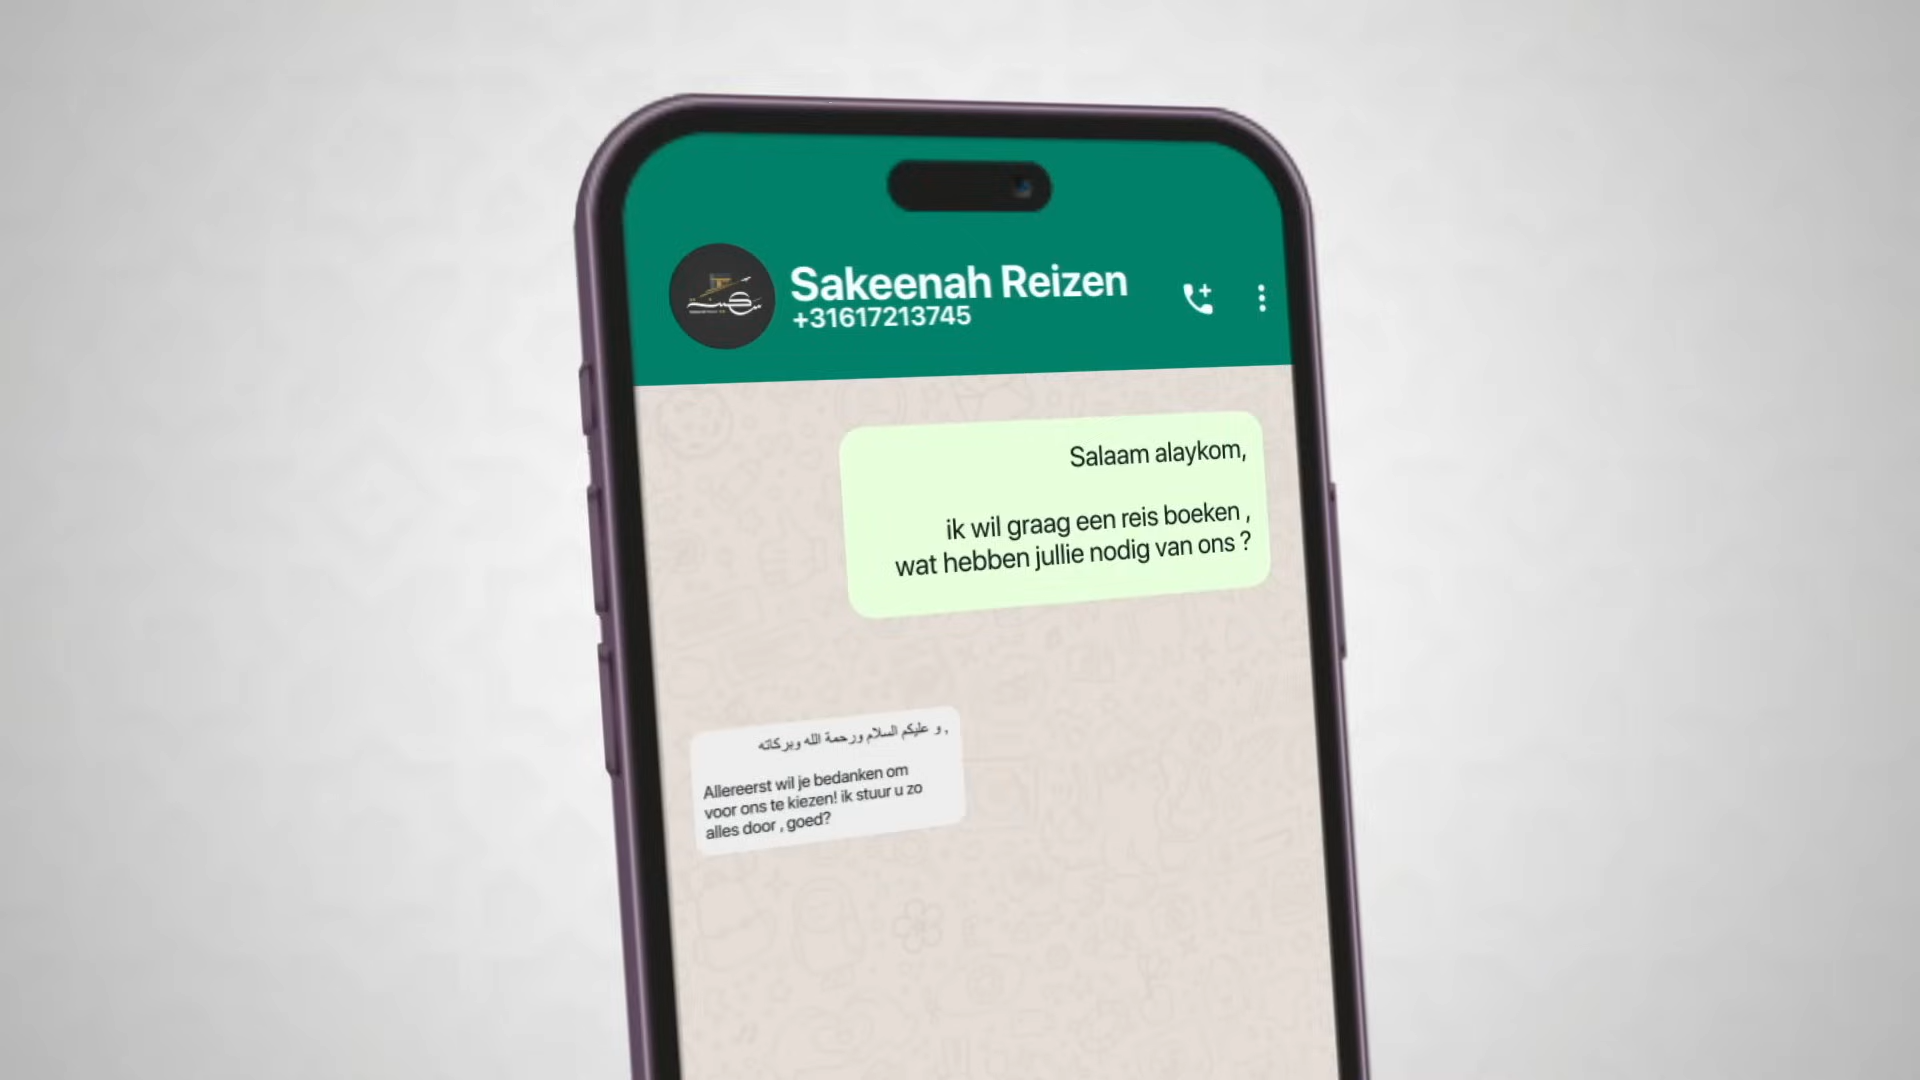 Sakeenah Reizen
+31617213745
Salaam alaykom,
ik wil graag een reis boeken ,
wat hebben jullie nodig van ons ?
و عليكم السلام ورحمة الله وبركاته ,
Allereerst wil je bedanken om
voor ons te kiezen! ik stuur u zo
alles door , goed?